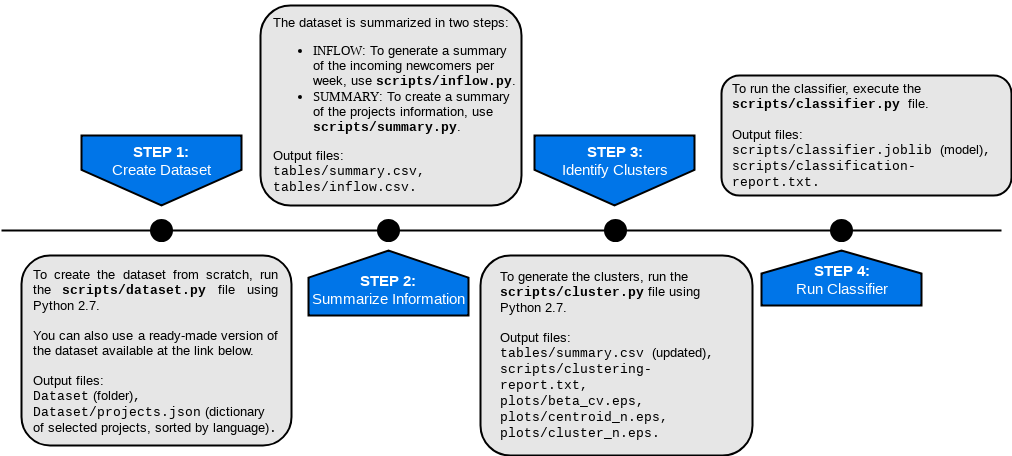 STEP 1:
Create Dataset
To create the dataset from scratch, run
the scripts/dataset.py file using
Python 2.7.
You can also use a ready-made version of
the dataset available at the link below.
Output files:
Dataset (folder),
Dataset/projects.json (dictionary
of selected projects, sorted by language).
The dataset is summarized in two steps:
• INFLOW: To generate a summary
of the incoming newcomers per
week, use scripts/inflow.py.
• SUMMARY: To create a summary
of the projects information, use
scripts/summary.py.
Output files:
tables/summary.csv,
tables/inflow.csv.
STEP 2:
Summarize Information
STEP 3:
Identify Clusters
To generate the clusters, run the
scripts/cluster.py file using
Python 2.7.
Output files:
tables/summary.csv (updated),
scripts/clustering-
report.txt,
plots/beta_cv.eps,
plots/centroid_n.eps,
plots/cluster_n.eps.
To run the classifier, execute the
scripts/classifier.py file.
Output files:
scripts/classifier.joblib (model),
scripts/classification-
report.txt.
STEP 4:
Run Classifier